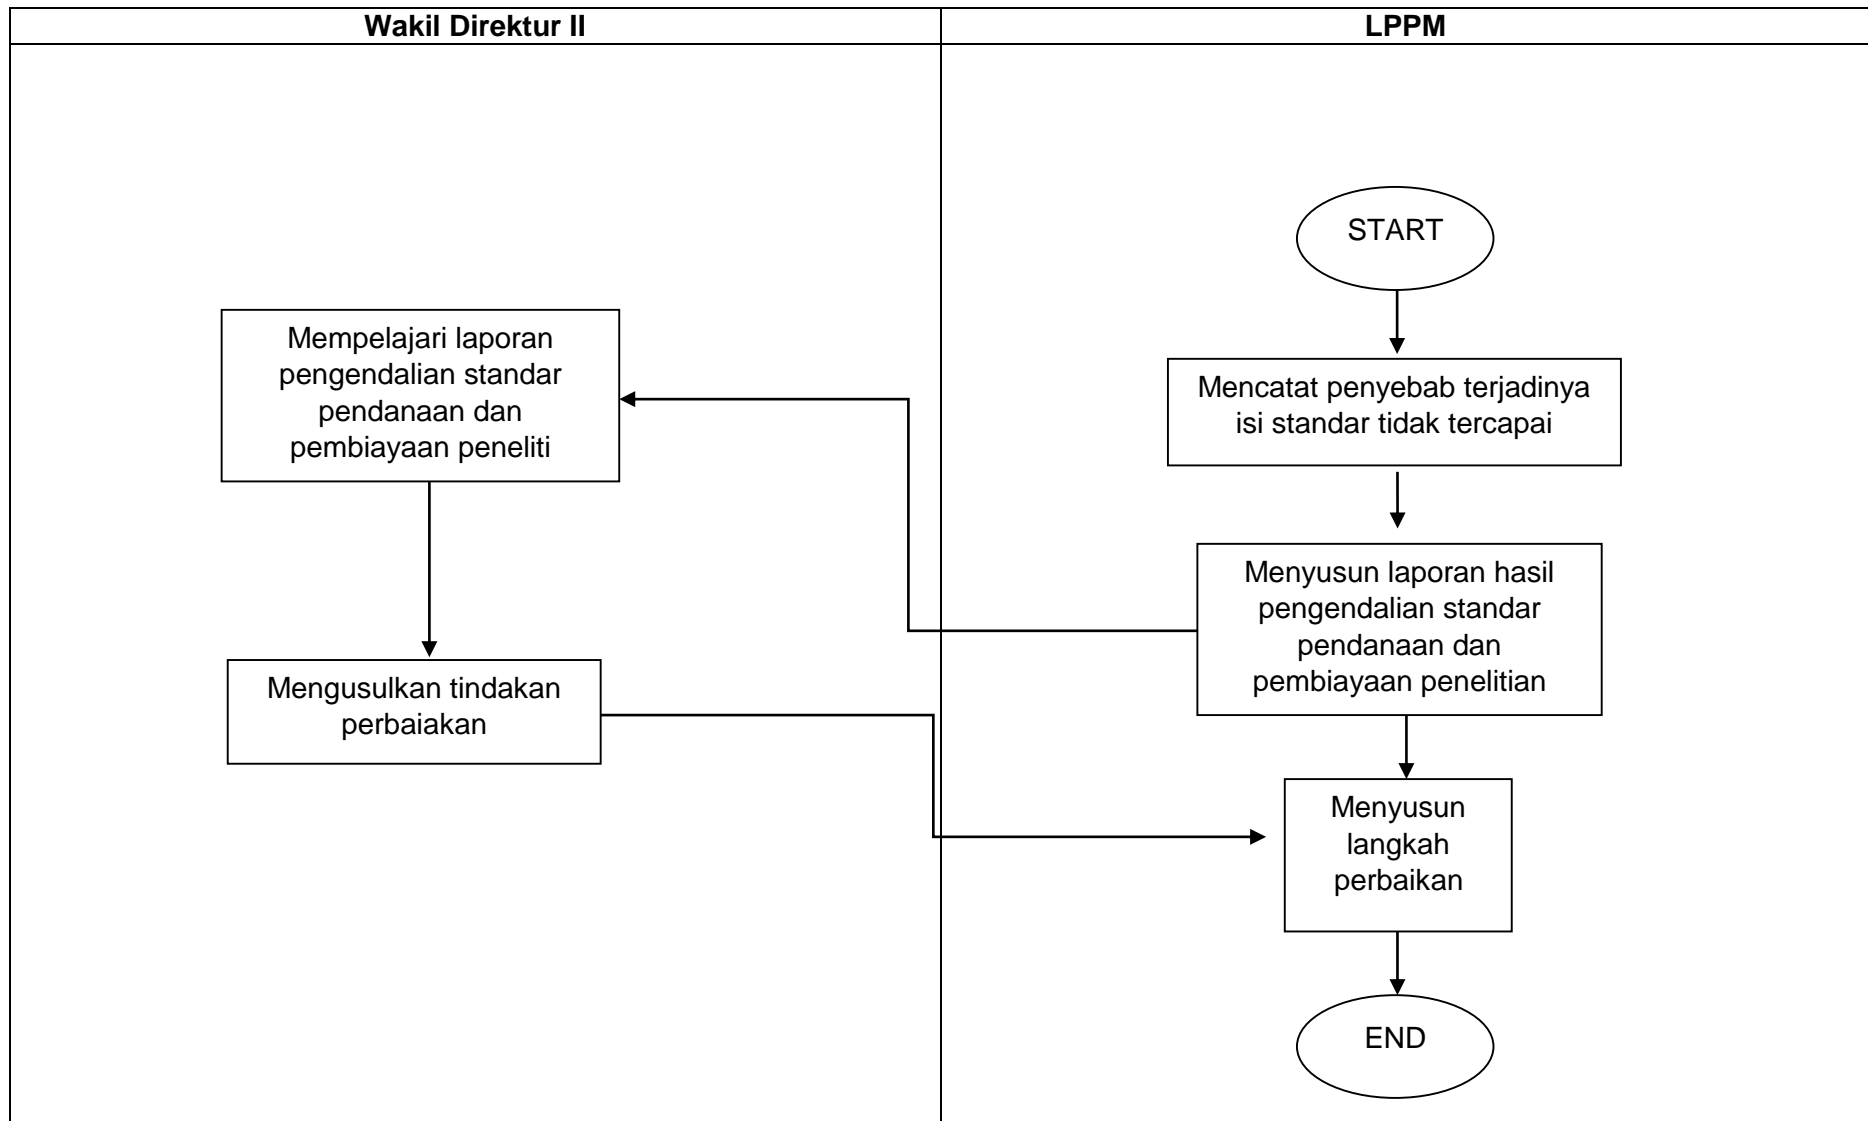 Wakil Direktur II
LPPM
START
Mencatat penyebab terjadinya
isi standar tidak tercapai
Menyusun laporan hasil
pengendalian standar
pendanaan dan
pembiayaan penelitian
Mempelajari laporan
pengendalian standar
pendanaan dan
pembiayaan peneliti
Mengusulkan tindakan
perbaiakan
Menyusun
langkah
perbaikan
END